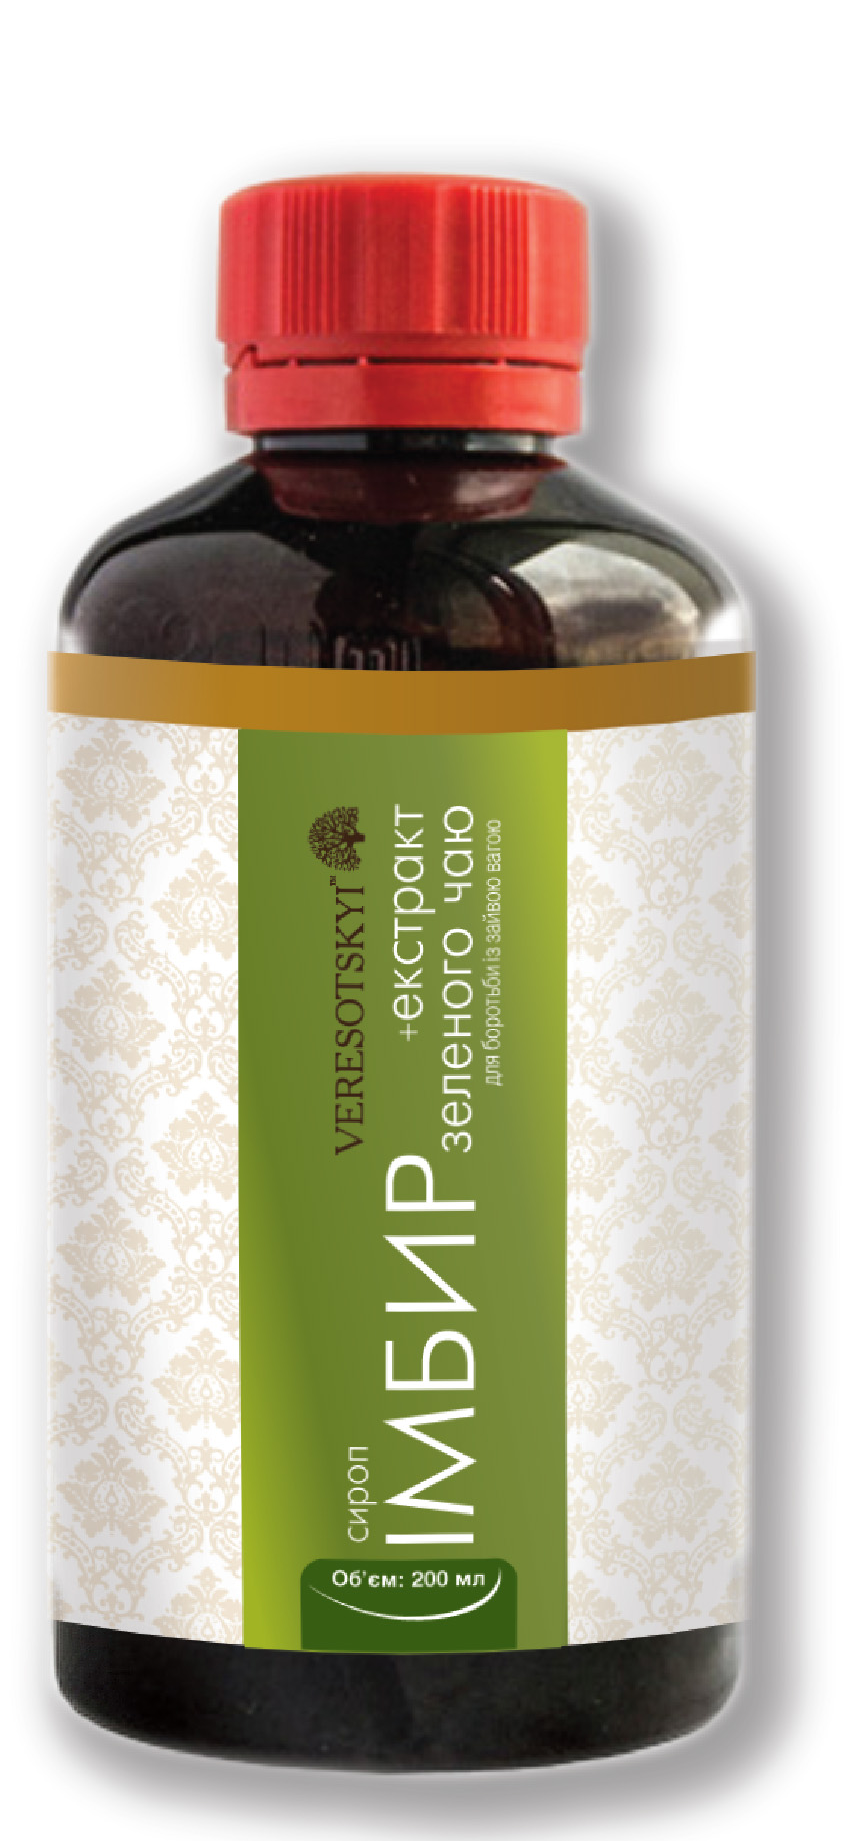 VERESOTSKYI™
сироп
ІМБИР
+екстракт
зеленого чаю
для боротьби із зайвою вагою
Об'єм: 200 мл